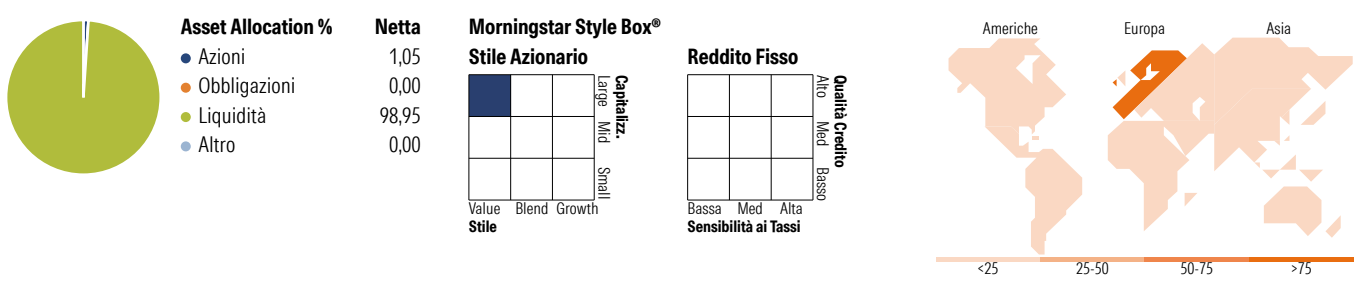 Asset Allocation % Netta
Azioni 1,05
Obbligazioni 0,00
Liquidità 98,95
Altro 0,00
Morningstar Style Box®
Stile Azionario
Large Mid Small
Capitalizz.
Value Blend Growth
Stile
Reddito Fisso
Alto Med Basso
Qualità Credito
Bassa Med Alta
Sensibilità ai Tassi
Americhe Europa Asia
<25 25-50 50-75 >75